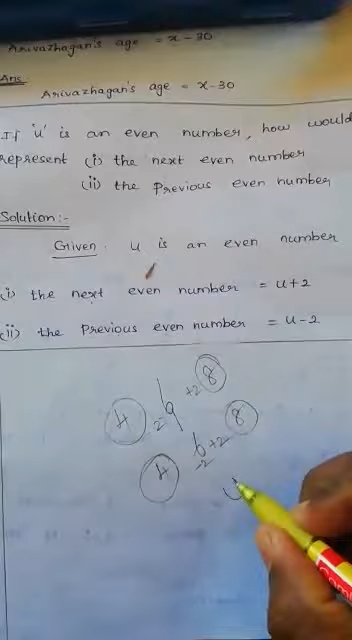 Arivazhagan's age = x-30
Ans:
Arivazhagan's age = x-30
If 'u' is an even number, how would
represent (i) the next even number
(ii) the Previous even number
Solution:-
Given: u is an even number
(i) the next even number = u+2
(ii) the Previous even number = u-2
4 -2 +2 8
4 6 -2 +2 8
u